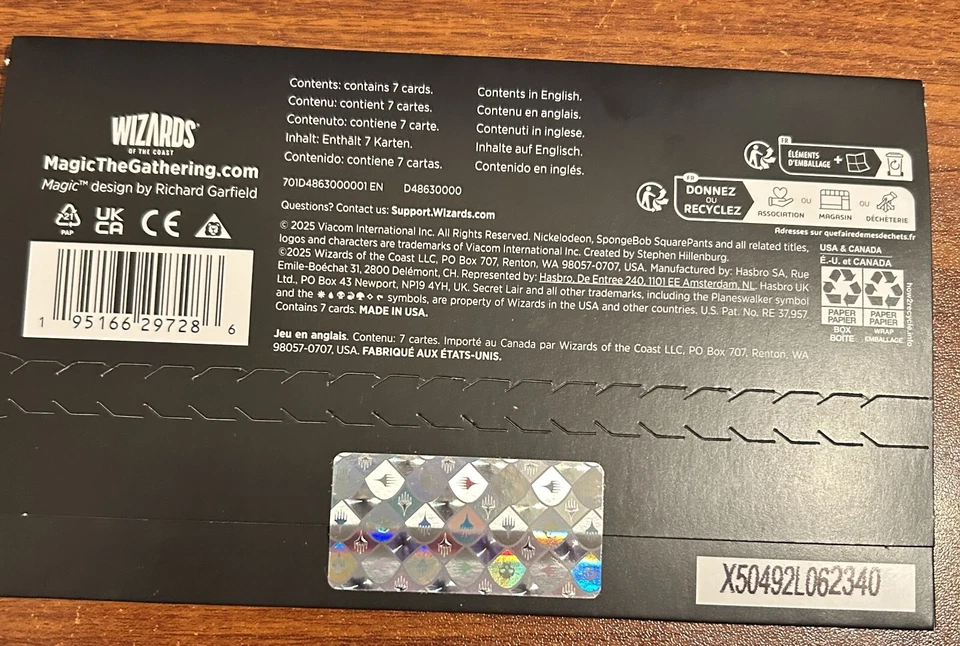 WIZARDS
OF THE COAST
MagicTheGathering.com
Magic™ design by Richard Garfield
21
PAP
UK
CA
CE
1 95166 29728 6
Contents: contains 7 cards.
Contenu: contient 7 cartes.
Contenuto: contiene 7 carte.
Inhalt: Enthält 7 Karten.
Contenido: contiene 7 cartas.
Contents in English.
Contenu en anglais.
Contenuti in inglese.
Inhalte auf Englisch.
Contenido en inglés.
701D4863000001 EN D48630000
Questions? Contact us: Support.Wizards.com
© 2025 Viacom International Inc. All Rights Reserved. Nickelodeon, SpongeBob SquarePants and all related titles,
logos and characters are trademarks of Viacom International Inc. Created by Stephen Hillenburg.
©2025 Wizards of the Coast LLC, PO Box 707, Renton, WA 98057-0707, USA. Manufactured by: Hasbro SA, Rue
Emile-Boéchat 31, 2800 Delémont, CH. Represented by: Hasbro, De Entree 240, 1101 EE Amsterdam, NL. Hasbro UK
Ltd., PO Box 43 Newport, NP19 4YH, UK. Secret Lair and all other trademarks, including the Planeswalker symbol
and the symbols, are property of Wizards in the USA and other countries. U.S. Pat. No. RE 37,957.
Contains 7 cards. MADE IN USA.
Jeu en anglais. Contenu: 7 cartes. Importé au Canada par Wizards of the Coast LLC, PO Box 707, Renton, WA
98057-0707, USA. FABRIQUÉ AUX ÉTATS-UNIS.
FR
ÉLÉMENTS
D'EMBALLAGE +
FR
DONNEZ
OU
RECYCLEZ
ASSOCIATION
OU
MAGASIN
OU
DÉCHÈTERIE
Adresses sur quefairedemesdechets.fr
USA & CANADA
É.-U. et CANADA
PAPER
PAPIER
BOX
BOÎTE
PAPER
PAPIER
WRAP
EMBALLAGE
how2recycle.info
X50492L062340